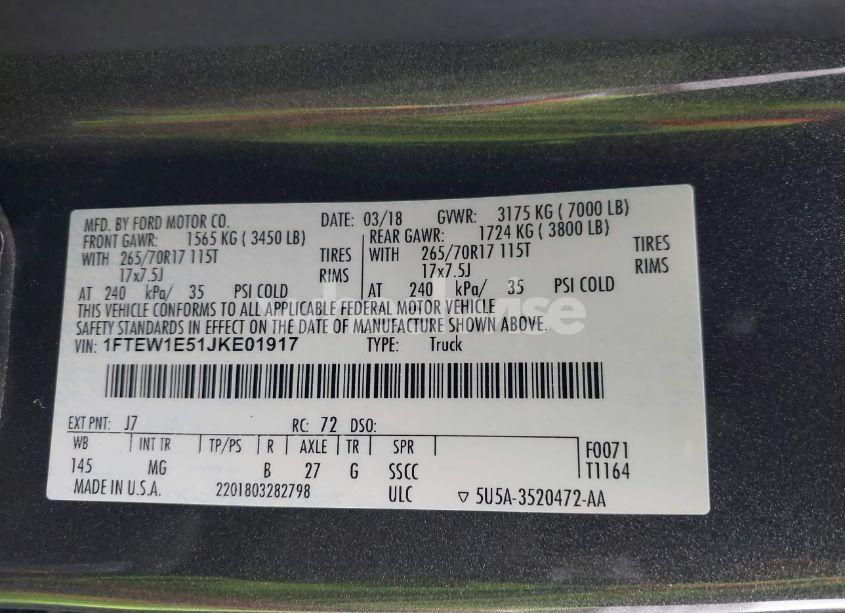 MFD. BY FORD MOTOR CO. DATE: 03/18 GVWR: 3175 KG ( 7000 LB)
FRONT GAWR: 1565 KG ( 3450 LB) REAR GAWR: 1724 KG ( 3800 LB)
WITH 265/70R17 115T TIRES WITH 265/70R17 115T TIRES
17x7.5J RIMS 17x7.5J RIMS
AT 240 kPa/ 35 PSI COLD AT 240 kPa/ 35 PSI COLD
THIS VEHICLE CONFORMS TO ALL APPLICABLE FEDERAL MOTOR VEHICLE
SAFETY STANDARDS IN EFFECT ON THE DATE OF MANUFACTURE SHOWN ABOVE.
VIN: 1FTEW1E51JKE01917 TYPE: Truck
EXT PNT: J7 RC: 72 DSO:
WB INT TR TP/PS R AXLE TR SPR F0071
145 MG B 27 G SSCC T1164
MADE IN U.S.A. 2201803282798 ULC ▽ 5U5A-3520472-AA